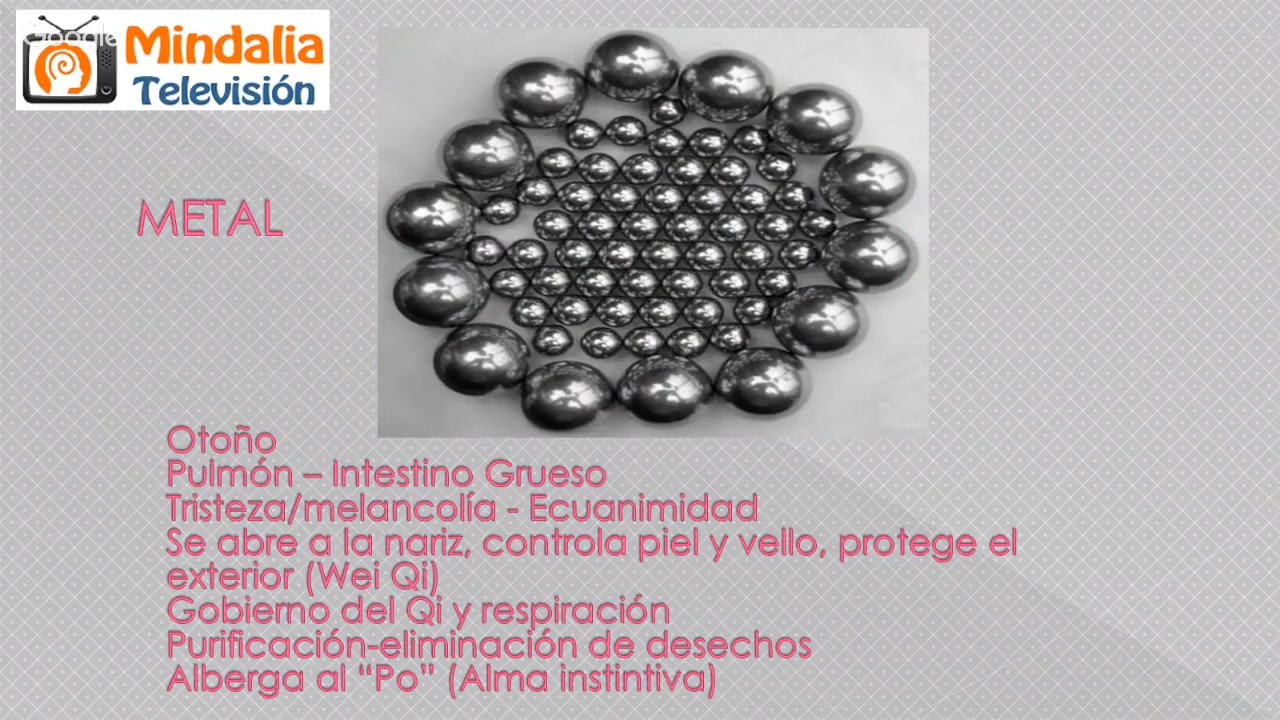 Google
Mindalia
Televisión
METAL
Otoño
Pulmón – Intestino Grueso
Tristeza/melancolía - Ecuanimidad
Se abre a la nariz, controla piel y vello, protege el
exterior (Wei Qi)
Gobierno del Qi y respiración
Purificación-eliminación de desechos
Alberga al “Po” (Alma instintiva)